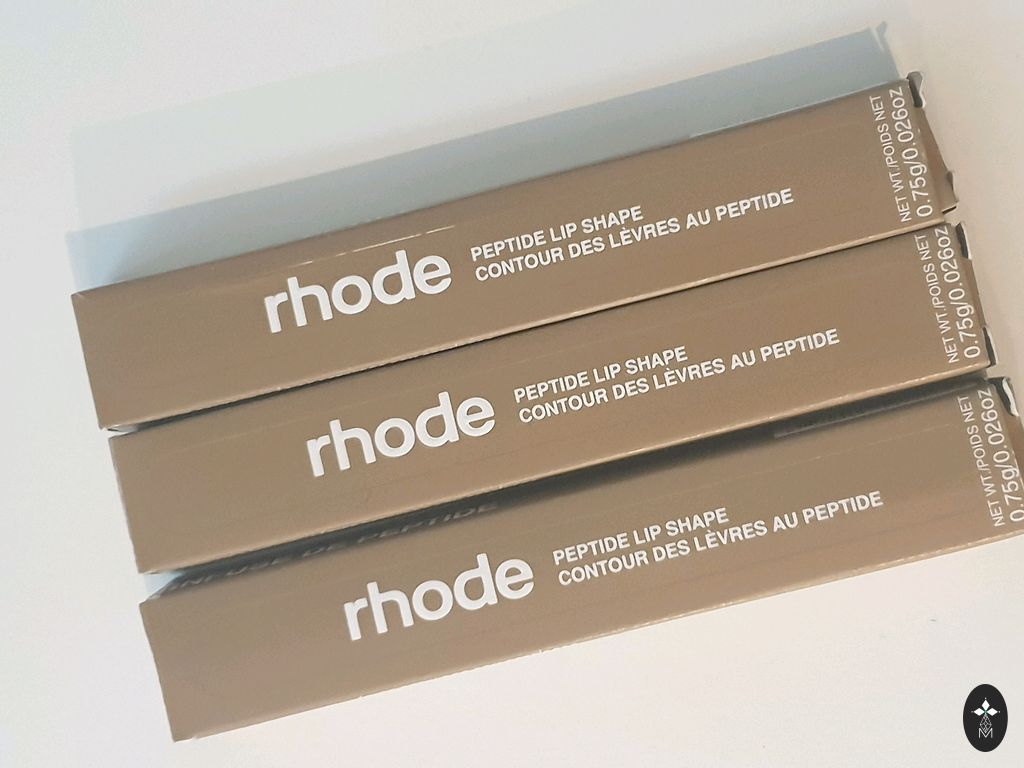 rhode
PEPTIDE LIP SHAPE
CONTOUR DES LÈVRES AU PEPTIDE
NET WT./POIDS NET
0.75g/0.026oz
rhode
PEPTIDE LIP SHAPE
CONTOUR DES LÈVRES AU PEPTIDE
NET WT./POIDS NET
0.75g/0.026oz
DE PEPTIDE
rhode
PEPTIDE LIP SHAPE
CONTOUR DES LÈVRES AU PEPTIDE
NET WT./POIDS NET
0.75g/0.026oz
M